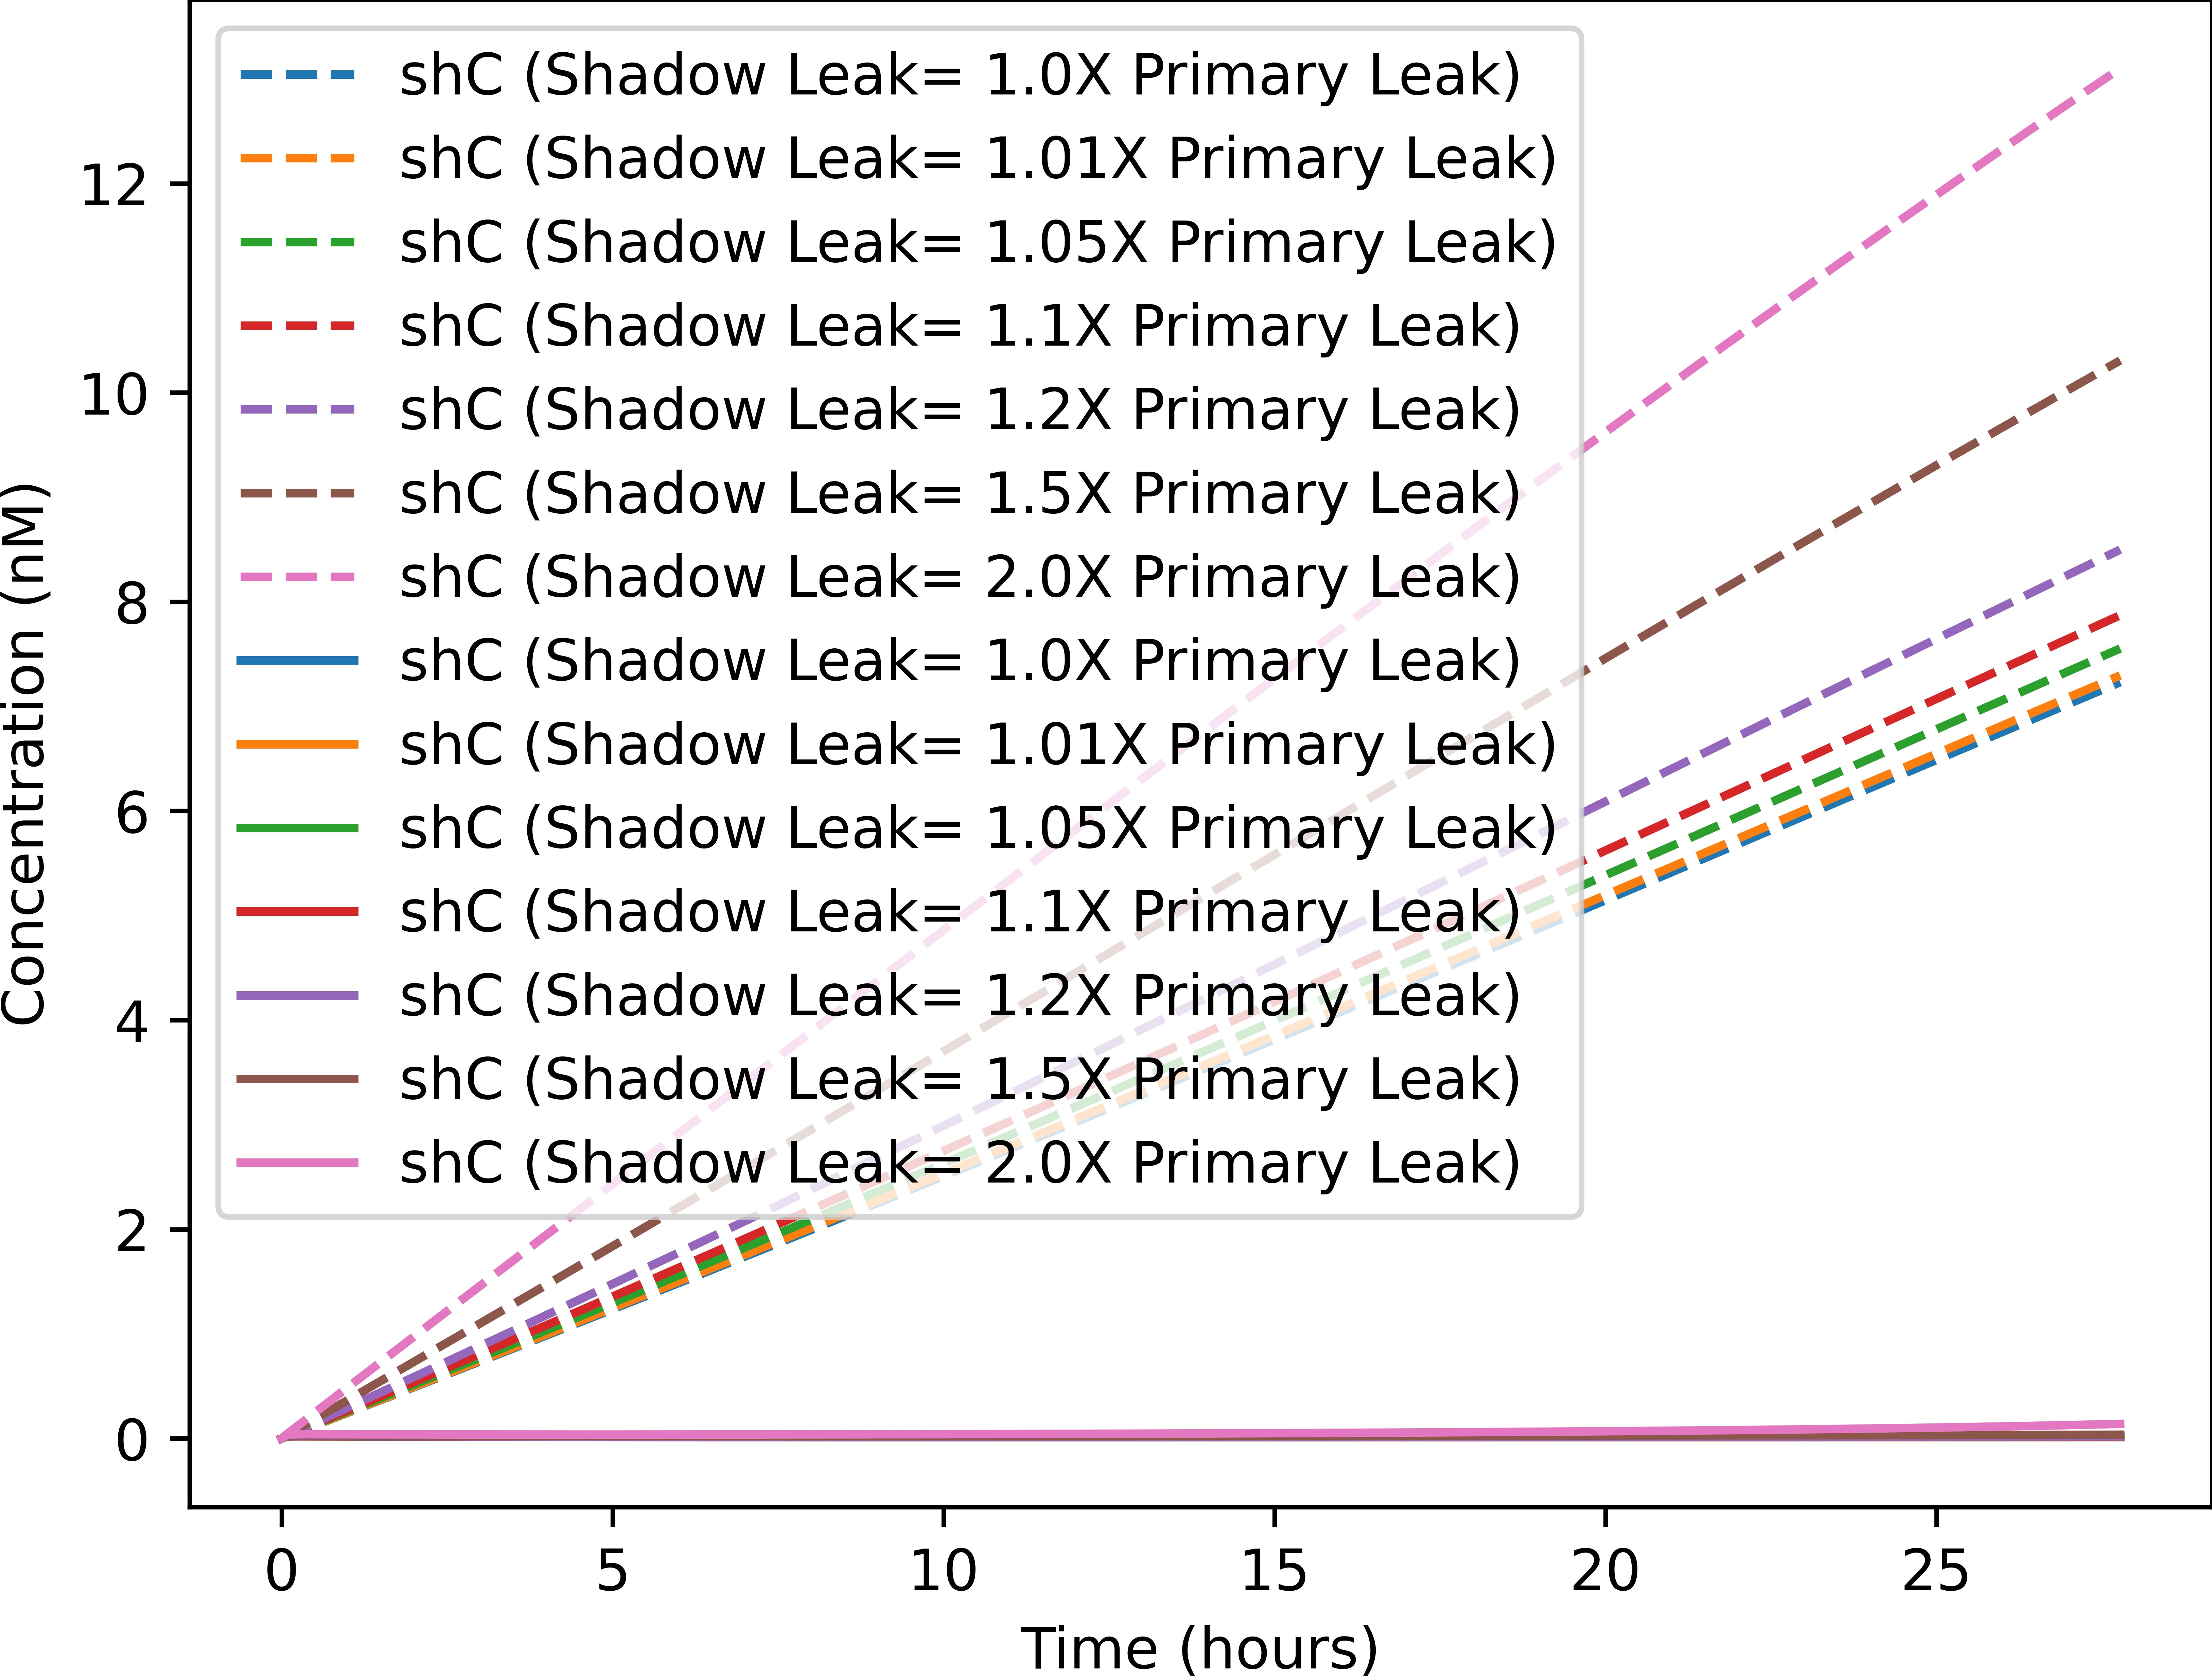 shC (Shadow Leak= 1.0X Primary Leak)
shC (Shadow Leak= 1.01X Primary Leak)
shC (Shadow Leak= 1.05X Primary Leak)
shC (Shadow Leak= 1.1X Primary Leak)
shC (Shadow Leak= 1.2X Primary Leak)
shC (Shadow Leak= 1.5X Primary Leak)
shC (Shadow Leak= 2.0X Primary Leak)
shC (Shadow Leak= 1.0X Primary Leak)
shC (Shadow Leak= 1.01X Primary Leak)
shC (Shadow Leak= 1.05X Primary Leak)
shC (Shadow Leak= 1.1X Primary Leak)
shC (Shadow Leak= 1.2X Primary Leak)
shC (Shadow Leak= 1.5X Primary Leak)
shC (Shadow Leak= 2.0X Primary Leak)
Concentration (nM)
12
10
8
6
4
2
0
0 5 10 15 20 25
Time (hours)